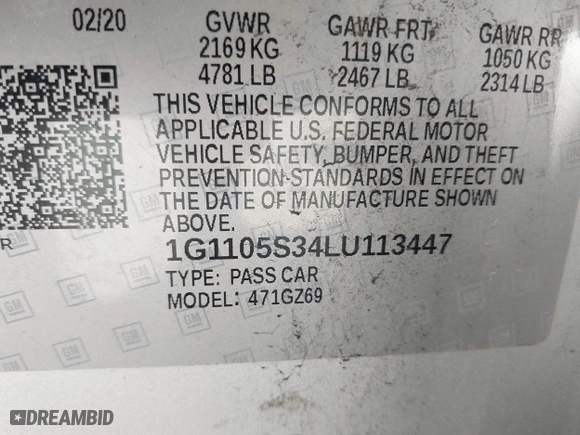 02/20 GVWR GAWR FRT GAWR RR
2169 KG 1119 KG 1050 KG
4781 LB 2467 LB 2314 LB
THIS VEHICLE CONFORMS TO ALL
APPLICABLE U.S. FEDERAL MOTOR
VEHICLE SAFETY, BUMPER, AND THEFT
PREVENTION STANDARDS IN EFFECT ON
THE DATE OF MANUFACTURE SHOWN
ABOVE.
R 1G1105S34LU113447
TYPE: PASS CAR
MODEL: 471GZ69
GM
DREAMBID